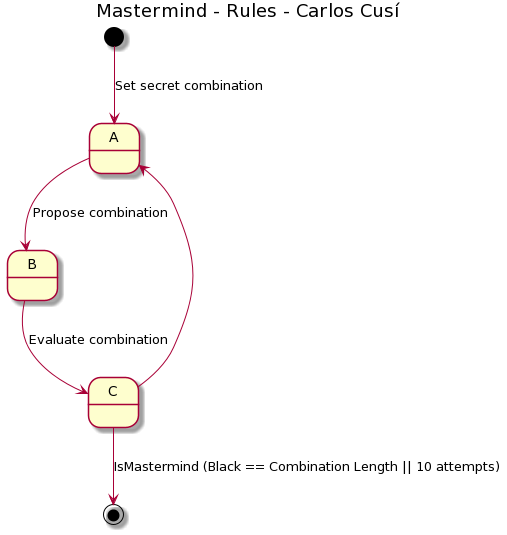 Mastermind - Rules - Carlos Cusí
Set secret combination
A
Propose combination
B
Evaluate combination
C
IsMastermind (Black == Combination Length || 10 attempts)